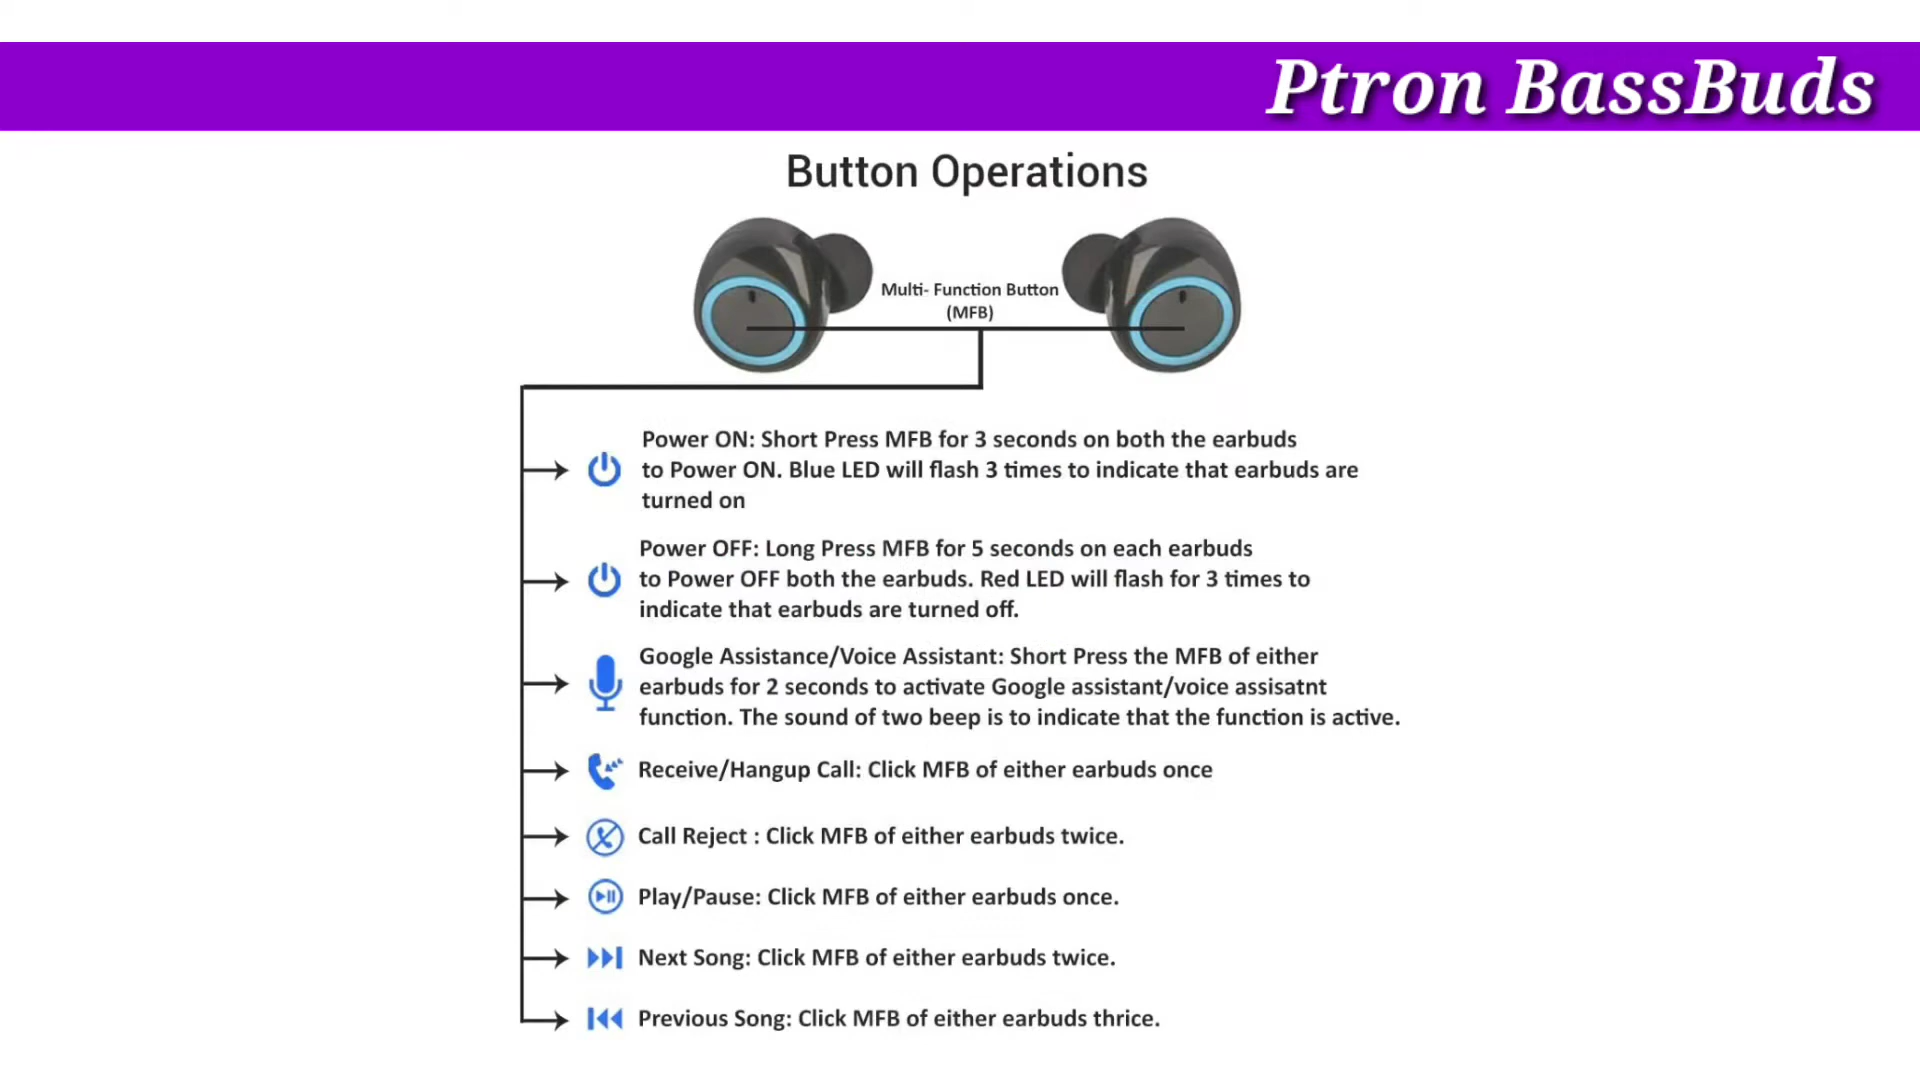 Ptron BassBuds
Button Operations
Multi- Function Button
(MFB)
Power ON: Short Press MFB for 3 seconds on both the earbuds
to Power ON. Blue LED will flash 3 times to indicate that earbuds are
turned on
Power OFF: Long Press MFB for 5 seconds on each earbuds
to Power OFF both the earbuds. Red LED will flash for 3 times to
indicate that earbuds are turned off.
Google Assistance/Voice Assistant: Short Press the MFB of either
earbuds for 2 seconds to activate Google assistant/voice assisatnt
function. The sound of two beep is to indicate that the function is active.
Receive/Hangup Call: Click MFB of either earbuds once
Call Reject : Click MFB of either earbuds twice.
Play/Pause: Click MFB of either earbuds once.
Next Song: Click MFB of either earbuds twice.
Previous Song: Click MFB of either earbuds thrice.